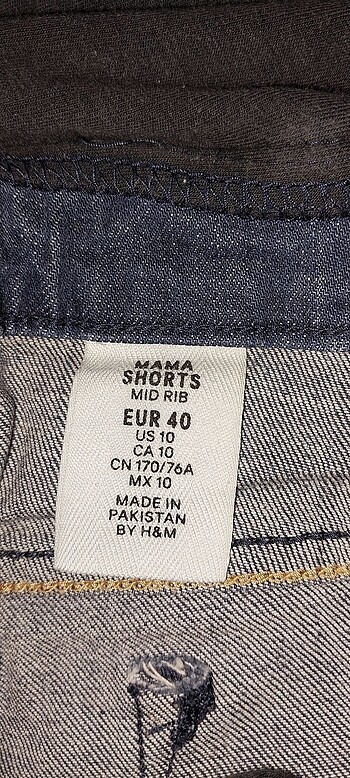 MAMA
SHORTS
MID RIB
EUR 40
US 10
CA 10
CN 170/76A
MX 10
MADE IN
PAKISTAN
BY H&M